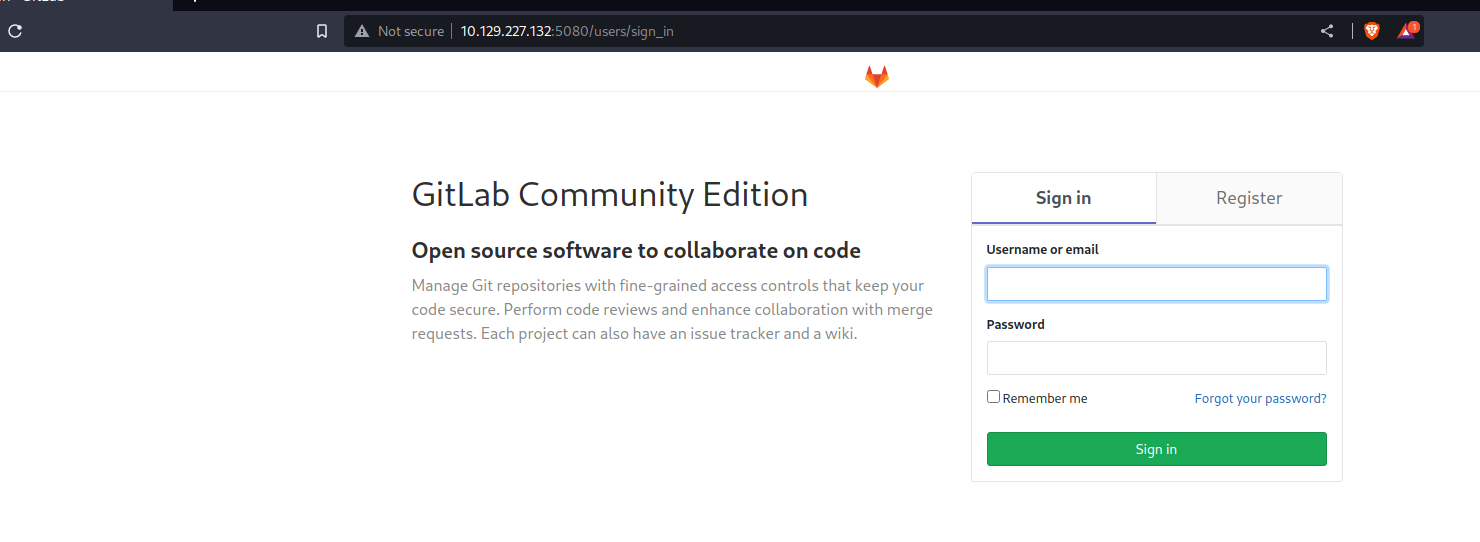 Not secure 10.129.227.132:5080/users/sign_in
1
GitLab Community Edition
Open source software to collaborate on code
Manage Git repositories with fine-grained access controls that keep your
code secure. Perform code reviews and enhance collaboration with merge
requests. Each project can also have an issue tracker and a wiki.
Sign in Register
Username or email
Password
Remember me Forgot your password?
Sign in